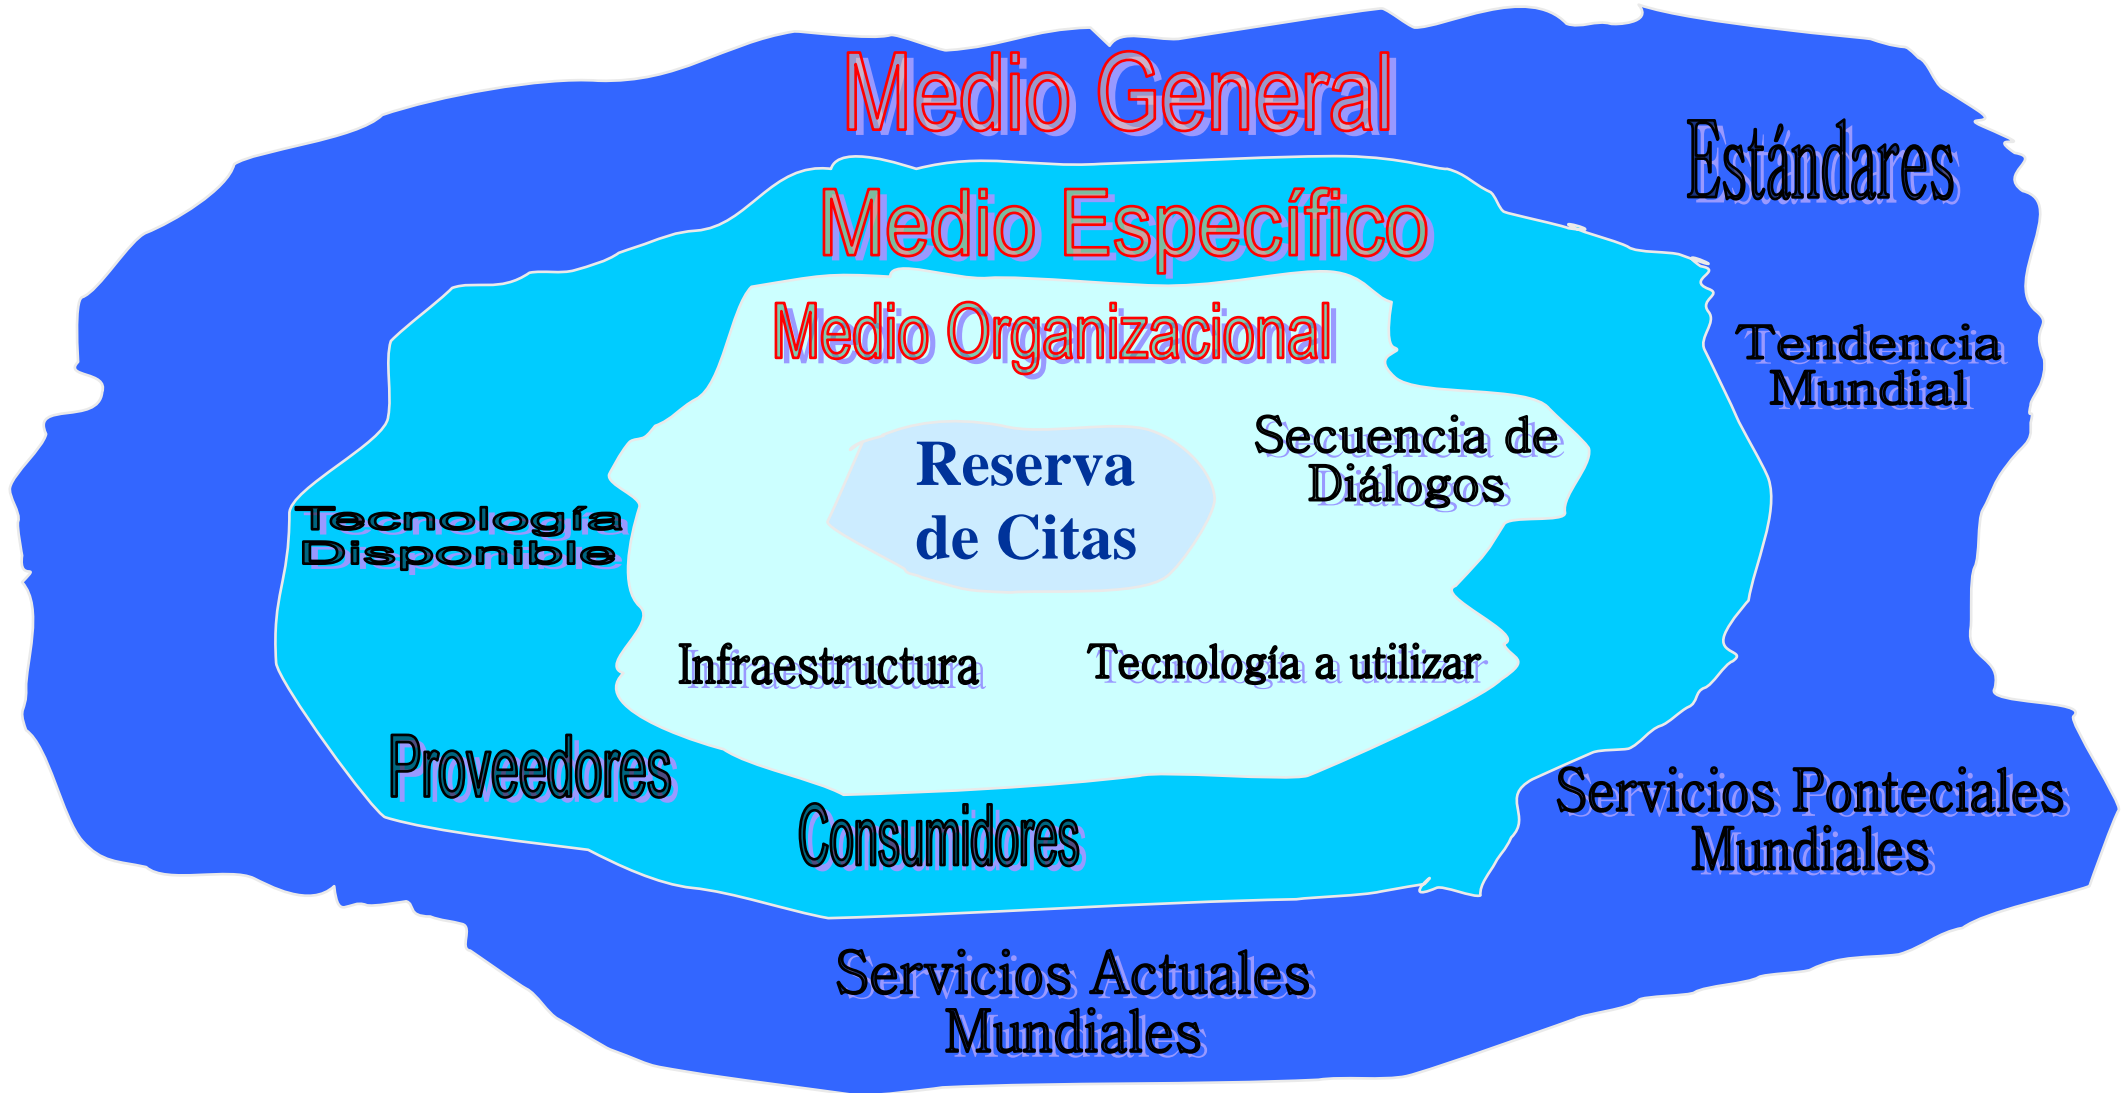 Medio General
Estándares
Medio Específico
Medio Organizacional
Tendencia
Mundial
Secuencia de
Diálogos
Reserva
de Citas
Tecnología
Disponible
Infraestructura
Tecnología a utilizar
Proveedores
Servicios Ponteciales
Mundiales
Consumidores
Servicios Actuales
Mundiales